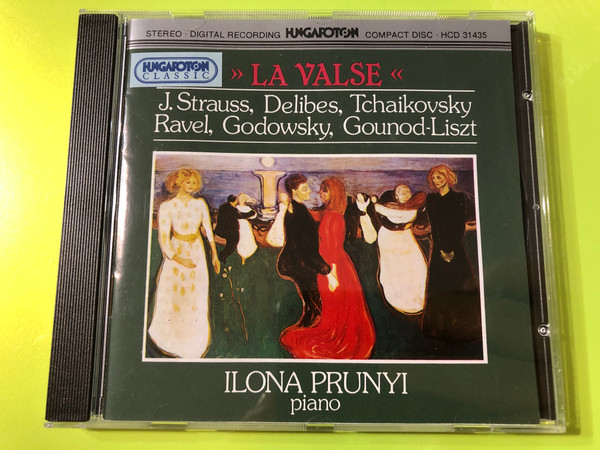 STEREO · DIGITAL RECORDING HUNGAROTON COMPACT DISC · HCD 31435
HUNGAROTON
CLASSIC
» LA VALSE «
J. Strauss, Delibes, Tchaikovsky
Ravel, Godowsky, Gounod-Liszt
ILONA PRUNYI
piano